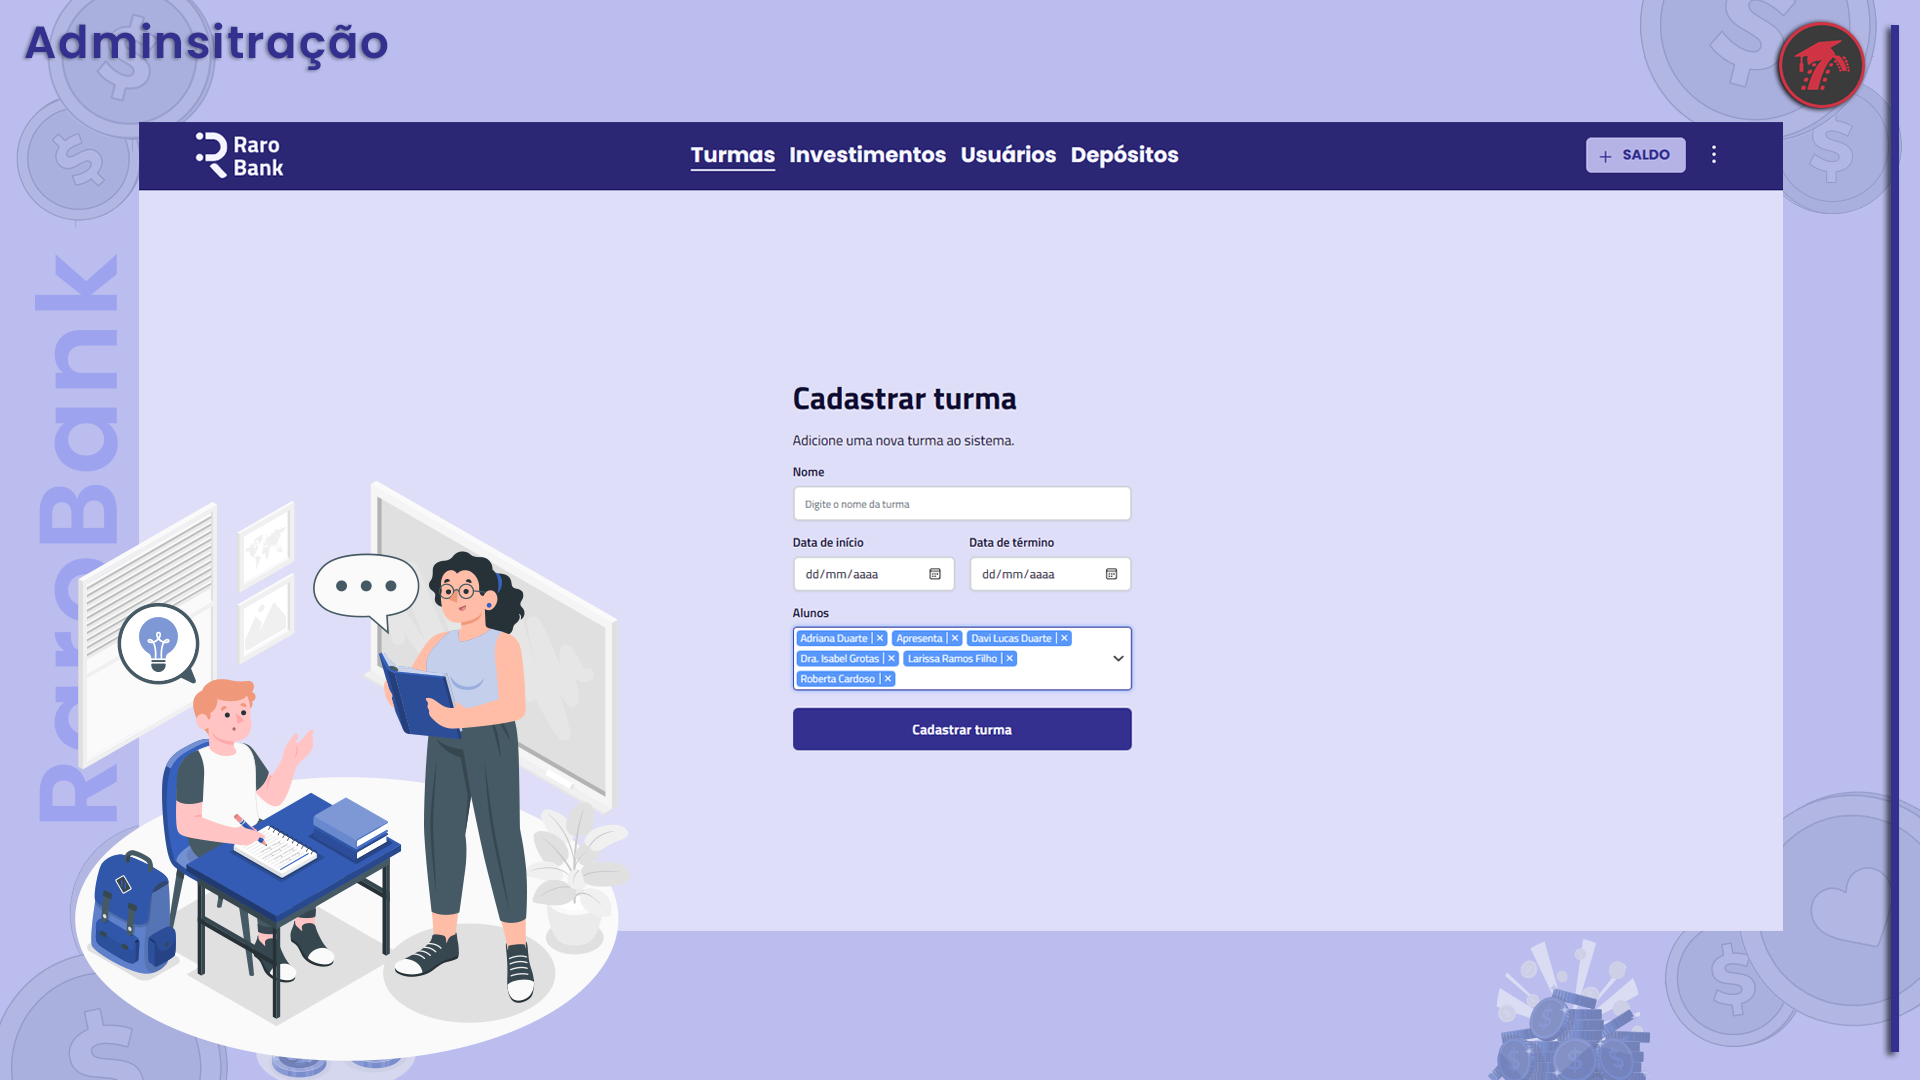 Adminsitração
Raro
Bank
Turmas Investimentos Usuários Depósitos
+ SALDO
RaroBank
Cadastrar turma
Adicione uma nova turma ao sistema.
Nome
Digite o nome da turma
Data de início Data de término
dd/mm/aaaa dd/mm/aaaa
Alunos
Adriana Duarte × Apresenta × Davi Lucas Duarte ×
Dra. Isabel Grotas × Larissa Ramos Filho ×
Roberta Cardoso ×
Cadastrar turma